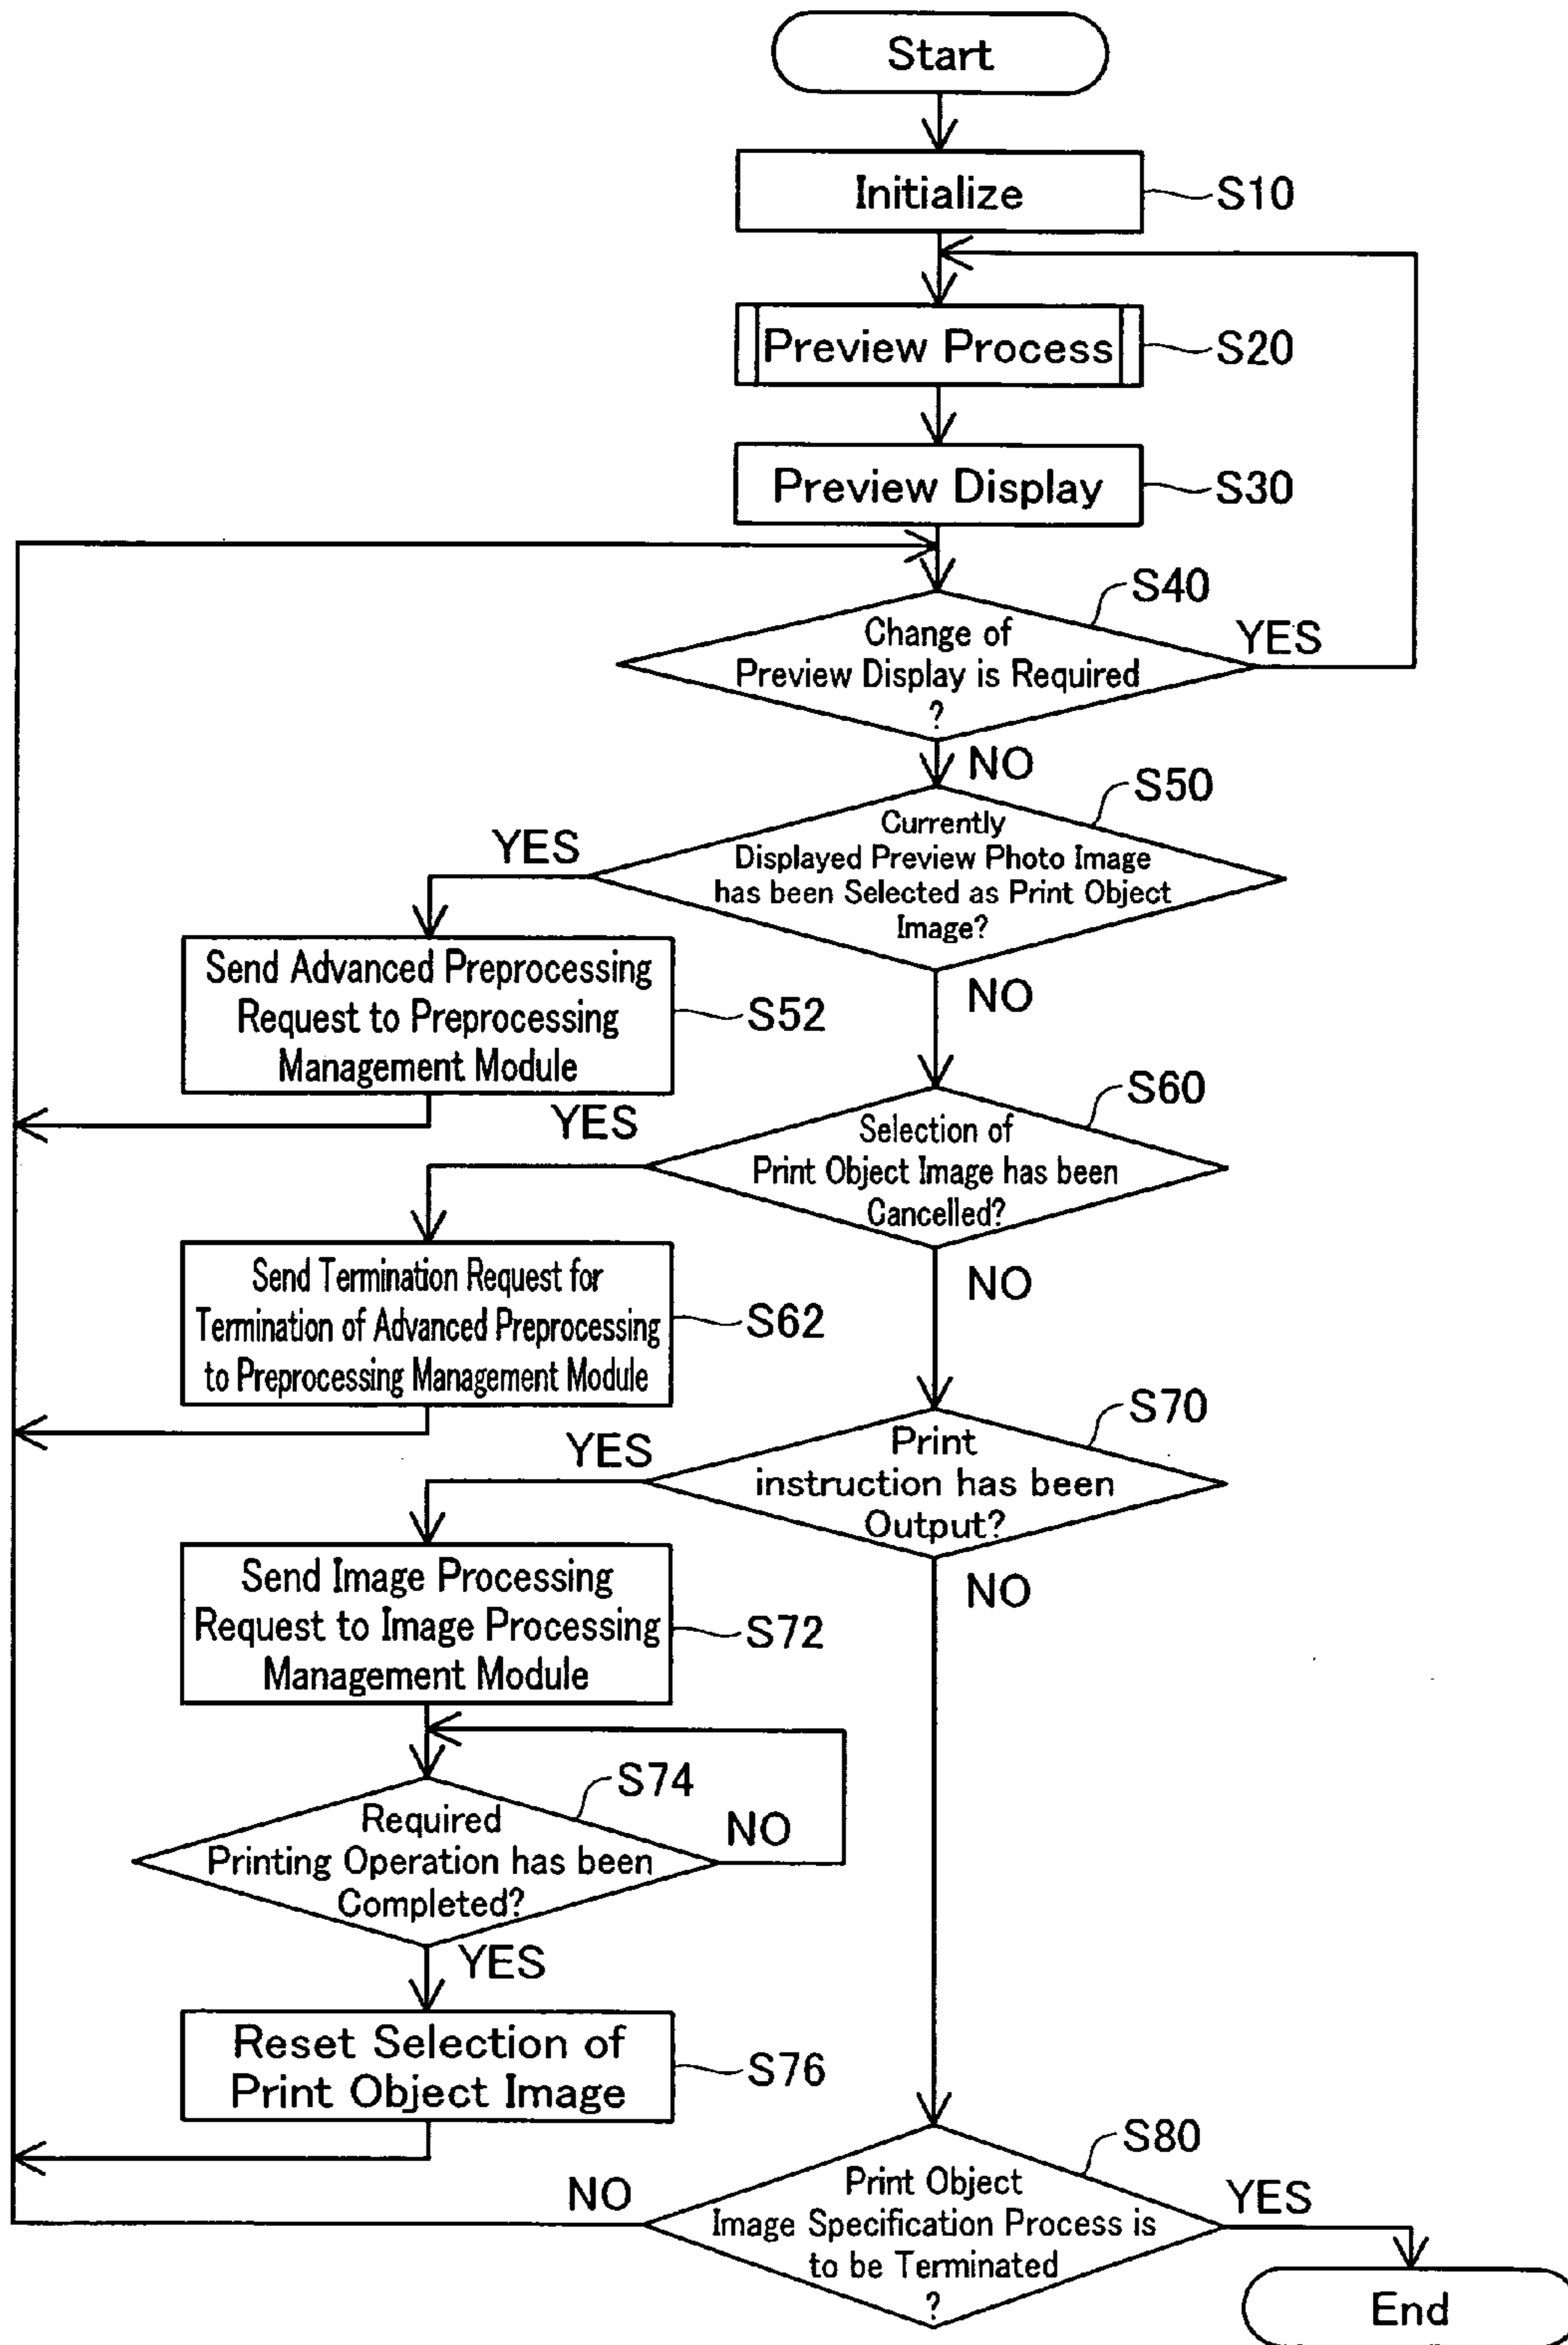 Start
Initialize
S10
Preview Process
S20
Preview Display
S30
S40
Change of
Preview Display is Required
?
YES
NO
S50
Currently
Displayed Preview Photo Image
has been Selected as Print Object
Image?
YES
NO
Send Advanced Preprocessing
Request to Preprocessing
Management Module
S52
S60
Selection of
Print Object Image has been
Cancelled?
YES
NO
Send Termination Request for
Termination of Advanced Preprocessing
to Preprocessing Management Module
S62
S70
Print
instruction has been
Output?
YES
NO
Send Image Processing
Request to Image Processing
Management Module
S72
S74
Required
Printing Operation has been
Completed?
NO
YES
Reset Selection of
Print Object Image
S76
S80
Print Object
Image Specification Process is
to be Terminated
?
NO
YES
End